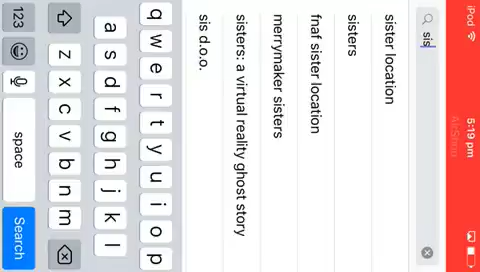 iPod
5:19 pm
AirShou
sis
sister location
sisters
fnaf sister location
merrymaker sisters
sisters: a virtual reality ghost story
sis d.o.o.
q w e r t y u i o p
a s d f g h j k l
z x c v b n m
123
space
Search